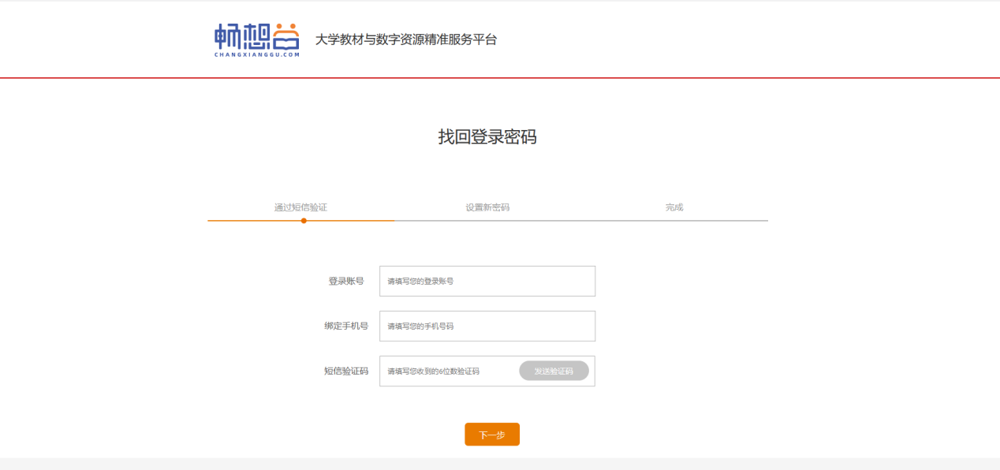 畅想谷
CHANGXIANGGU.COM
大学教材与数字资源精准服务平台
找回登录密码
通过短信验证
设置新密码
完成
登录账号
请填写您的登录账号
绑定手机号
请填写您的手机号码
短信验证码
请填写您收到的6位数验证码
发送验证码
下一步